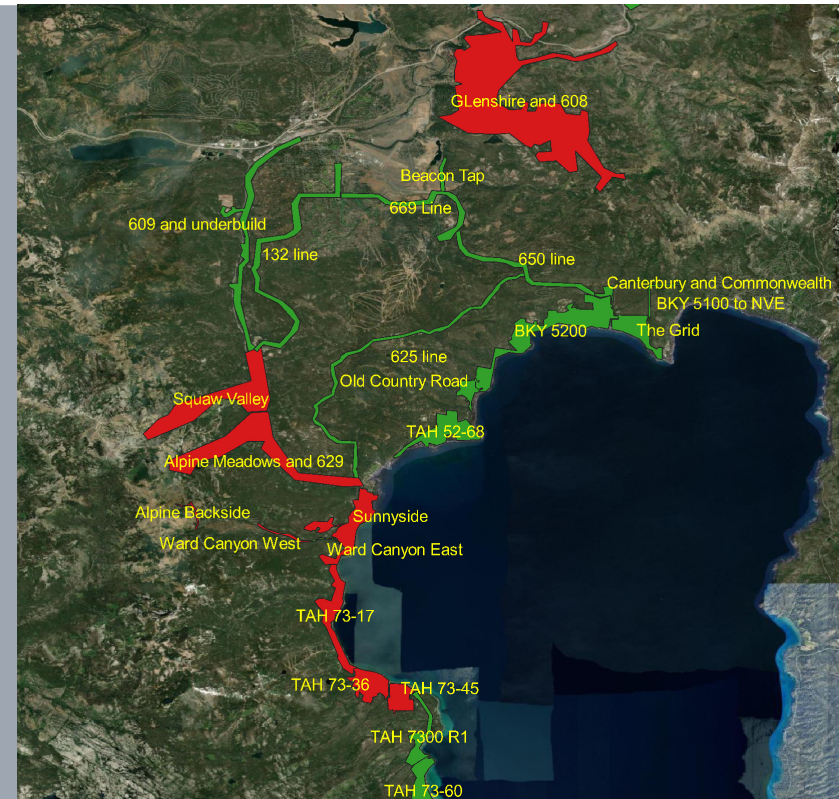 GLenshire and 608
Beacon Tap
669 Line
609 and underbuild
132 line
650 line
Canterbury and Commonwealth
BKY 5100 to NVE
BKY 5200
The Grid
625 line
Old Country Road
Squaw Valley
TAH 52-68
Alpine Meadows and 629
Alpine Backside
Sunnyside
Ward Canyon West
Ward Canyon East
TAH 73-17
TAH 73-36
TAH 73-45
TAH 7300 R1
TAH 73-60